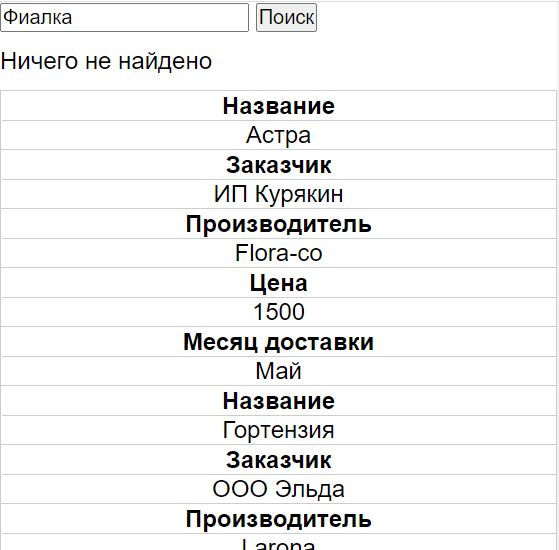 Фиалка Поиск
Ничего не найдено
Название
Астра
Заказчик
ИП Курякин
Производитель
Flora-co
Цена
1500
Месяц доставки
Май
Название
Гортензия
Заказчик
ООО Эльда
Производитель
Larona